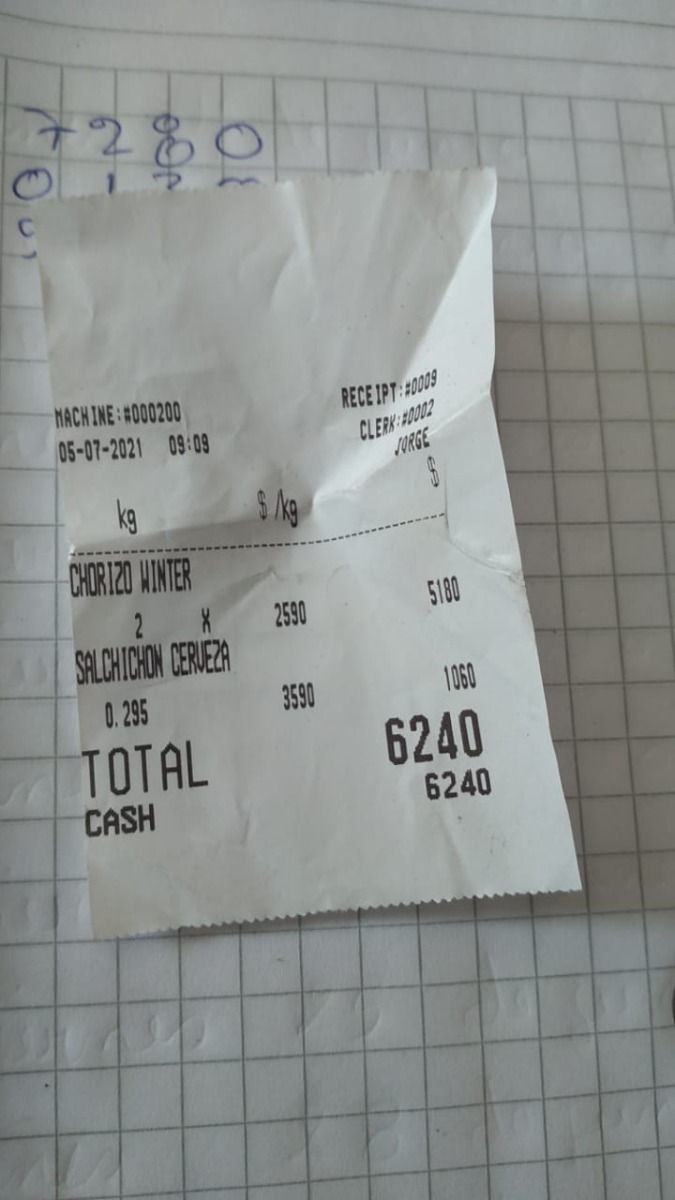 7280
MACHINE:#000200 RECEIPT:#0009
05-07-2021 09:09 CLERK:#0002
JORGE
kg $/kg $
CHORIZO WINTER
2 X 2590 5180
SALCHICHON CERVEZA
0.295 3590 1060
TOTAL 6240
CASH 6240